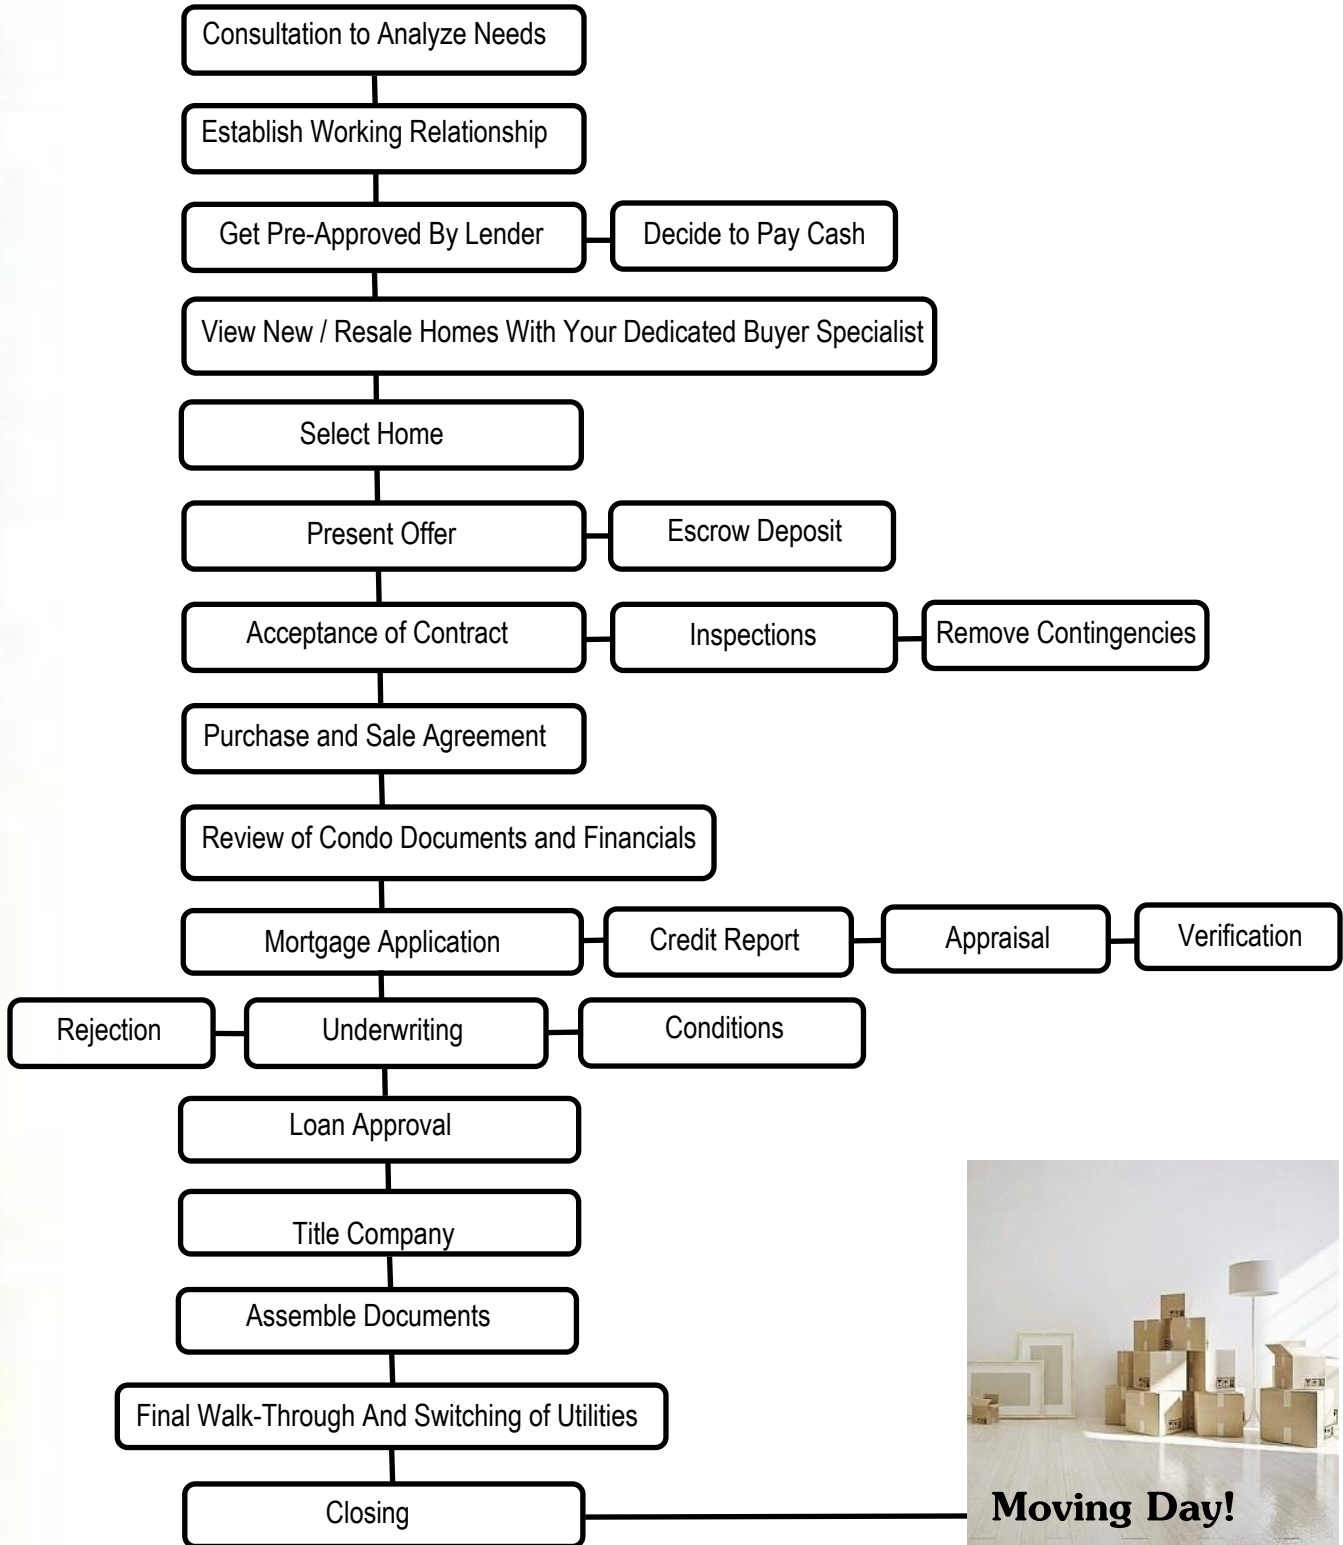 Consultation to Analyze Needs
Establish Working Relationship
Get Pre-Approved By Lender
Decide to Pay Cash
View New / Resale Homes With Your Dedicated Buyer Specialist
Select Home
Present Offer
Escrow Deposit
Acceptance of Contract
Inspections
Remove Contingencies
Purchase and Sale Agreement
Review of Condo Documents and Financials
Mortgage Application
Credit Report
Appraisal
Verification
Rejection
Underwriting
Conditions
Loan Approval
Title Company
Assemble Documents
Final Walk-Through And Switching of Utilities
Closing
Moving Day!